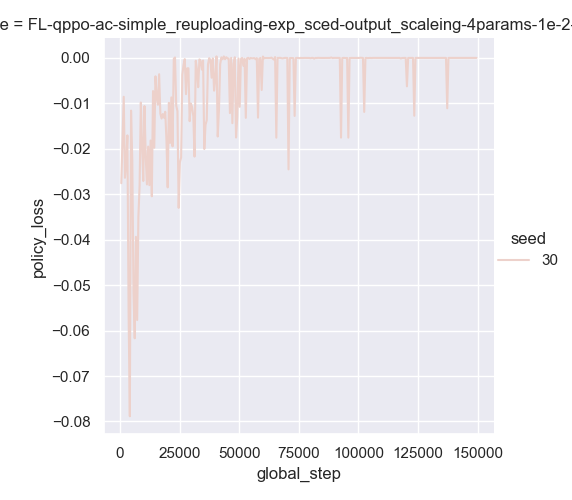 e = FL-qppo-ac-simple_reuploading-exp_sced-output_scaleing-4params-1e-2-
0.00
−0.01
−0.02
−0.03
−0.04
−0.05
−0.06
−0.07
−0.08
policy_loss
0 25000 50000 75000 100000 125000 150000
global_step
seed
30